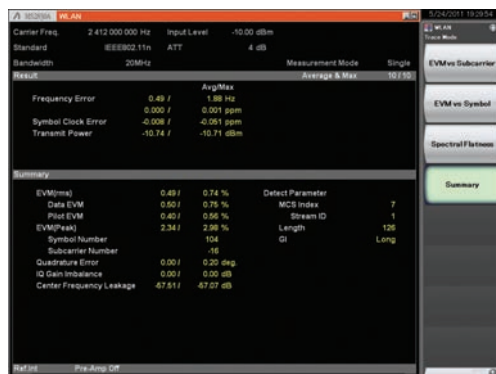 WLAN
5/24/2011 19:29:54
Carrier Freq. 2 412 000 000 Hz Input Level -10.00 dBm
Standard IEEE802.11n ATT 4 dB
Bandwidth 20MHz Measurement Mode Single
Result Average & Max 10 / 10
Avg/Max
Frequency Error 0.49 / 1.88 Hz
0.000 / 0.001 ppm
Symbol Clock Error -0.008 / -0.051 ppm
Transmit Power -10.74 / -10.71 dBm
Summary
EVM(rms) 0.49 / 0.74 % Detect Parameter
Data EVM 0.50 / 0.75 % MCS Index 7
Pilot EVM 0.40 / 0.56 % Stream ID 1
EVM(Peak) 2.34 / 2.98 % Length 126
Symbol Number 104 GI Long
Subcarrier Number -16
Quadrature Error 0.00 / 0.20 deg.
IQ Gain Imbalance 0.00 / 0.00 dB
Center Frequency Leakage -67.51 / -67.07 dB
Ref.Int Pre-Amp Off
WLAN
Trace Mode
EVM vs Subcarrier
EVM vs Symbol
Spectral Flatness
Summary